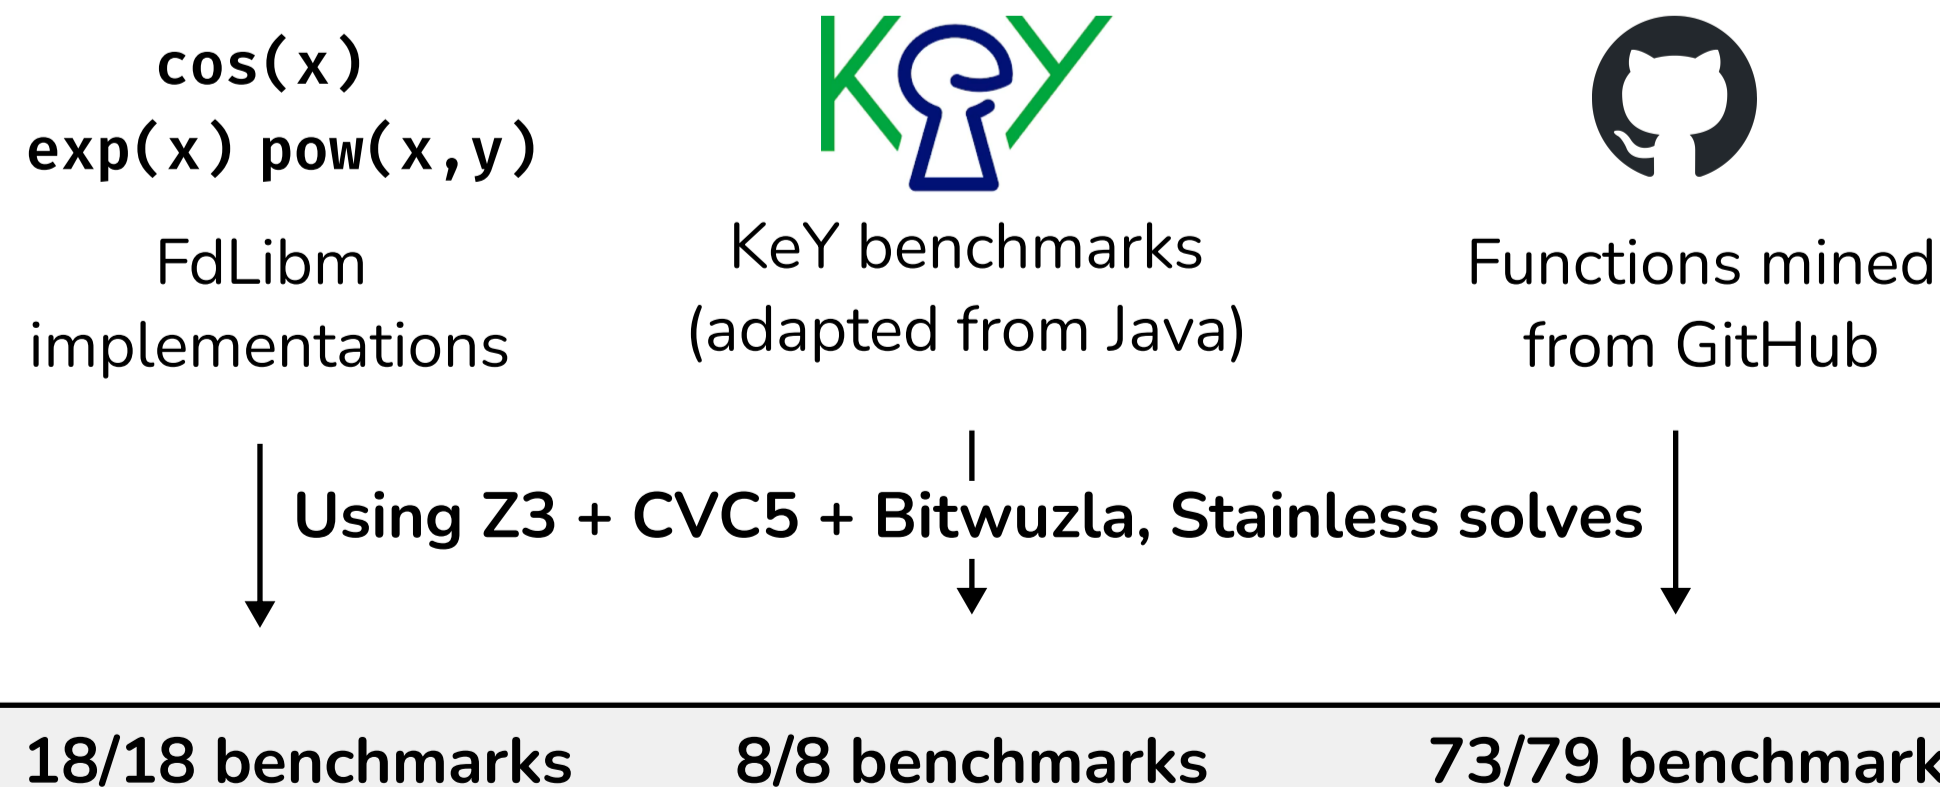 cos(x)
exp(x) pow(x,y)
KeY
FdLibm
implementations
KeY benchmarks
(adapted from Java)
Functions mined
from GitHub
Using Z3 + CVC5 + Bitwuzla, Stainless solves
18/18 benchmarks
8/8 benchmarks
73/79 benchmark